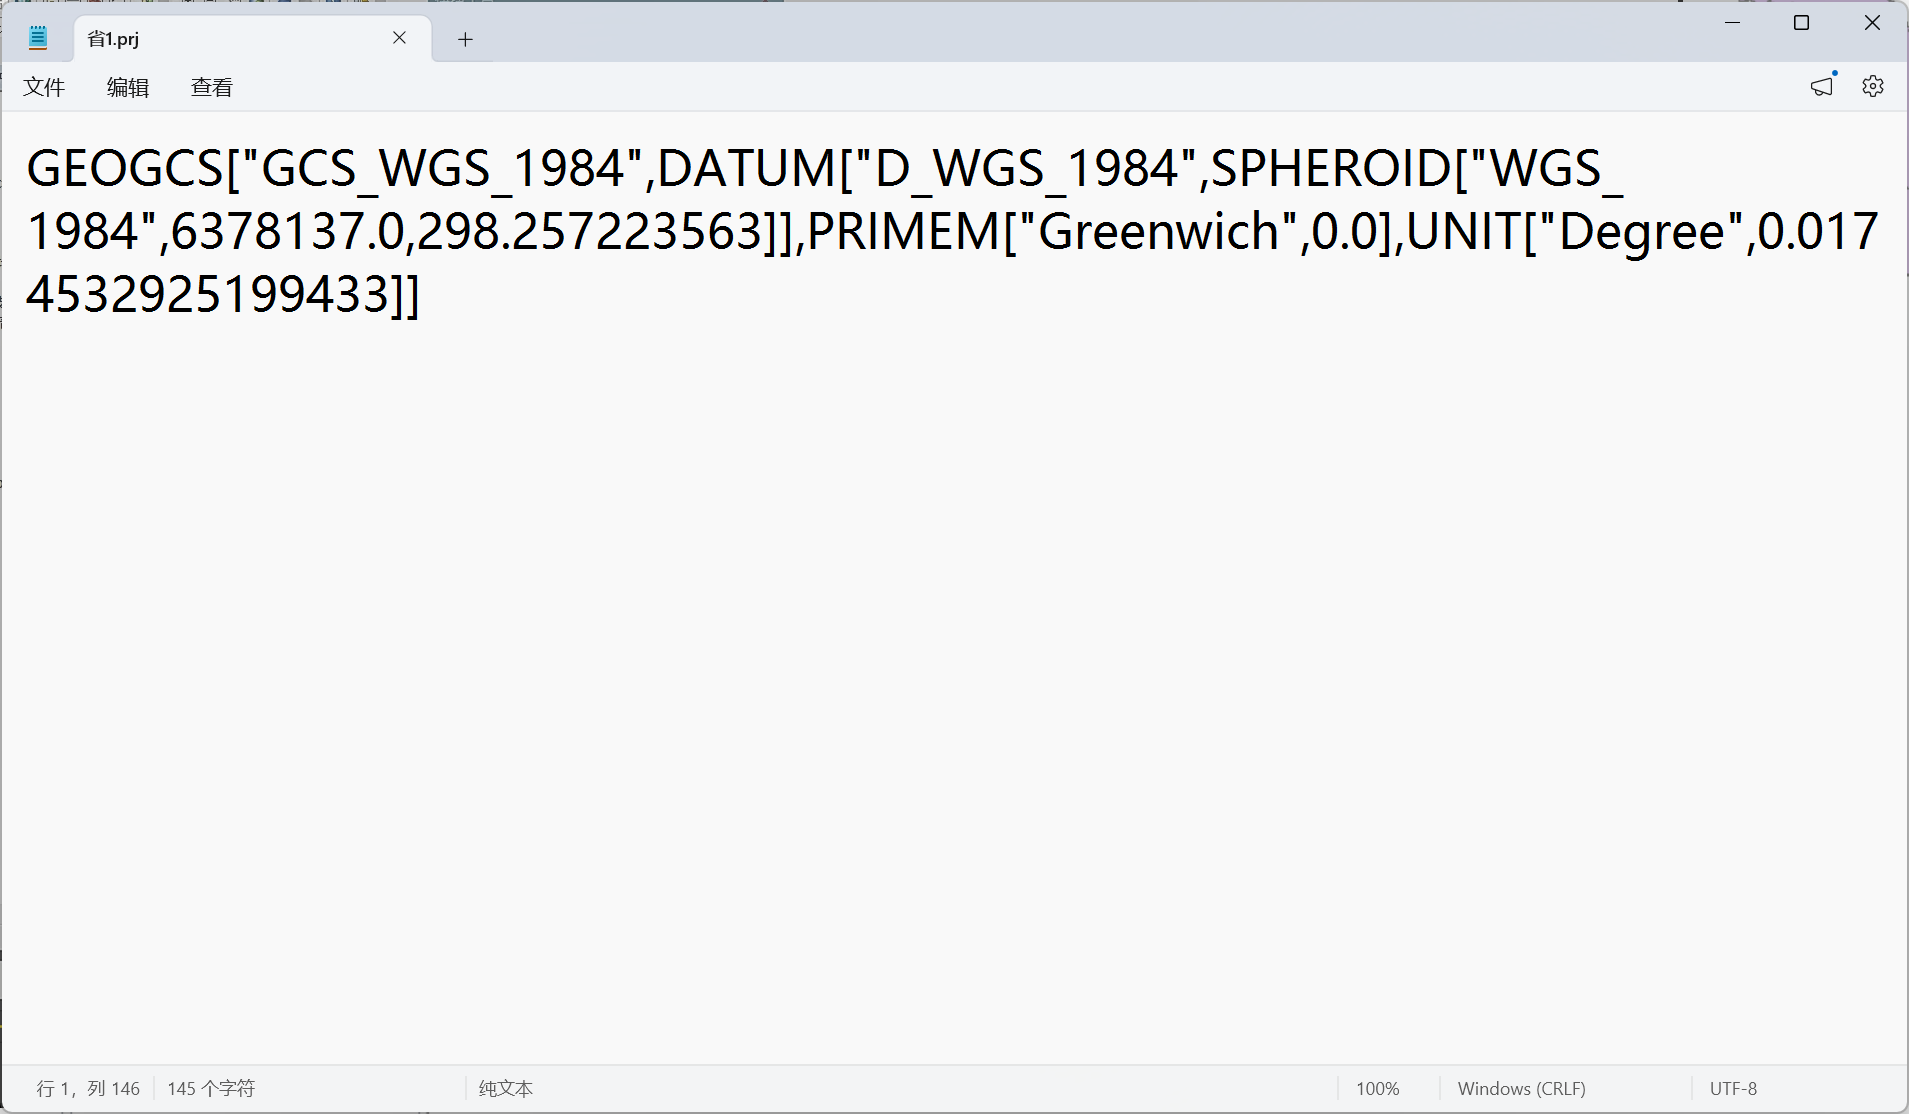 省1.prj
文件 编辑 查看
GEOGCS["GCS_WGS_1984",DATUM["D_WGS_1984",SPHEROID["WGS_
1984",6378137.0,298.257223563]],PRIMEM["Greenwich",0.0],UNIT["Degree",0.017
4532925199433]]
行 1，列 146 145 个字符 纯文本 100% Windows (CRLF) UTF-8